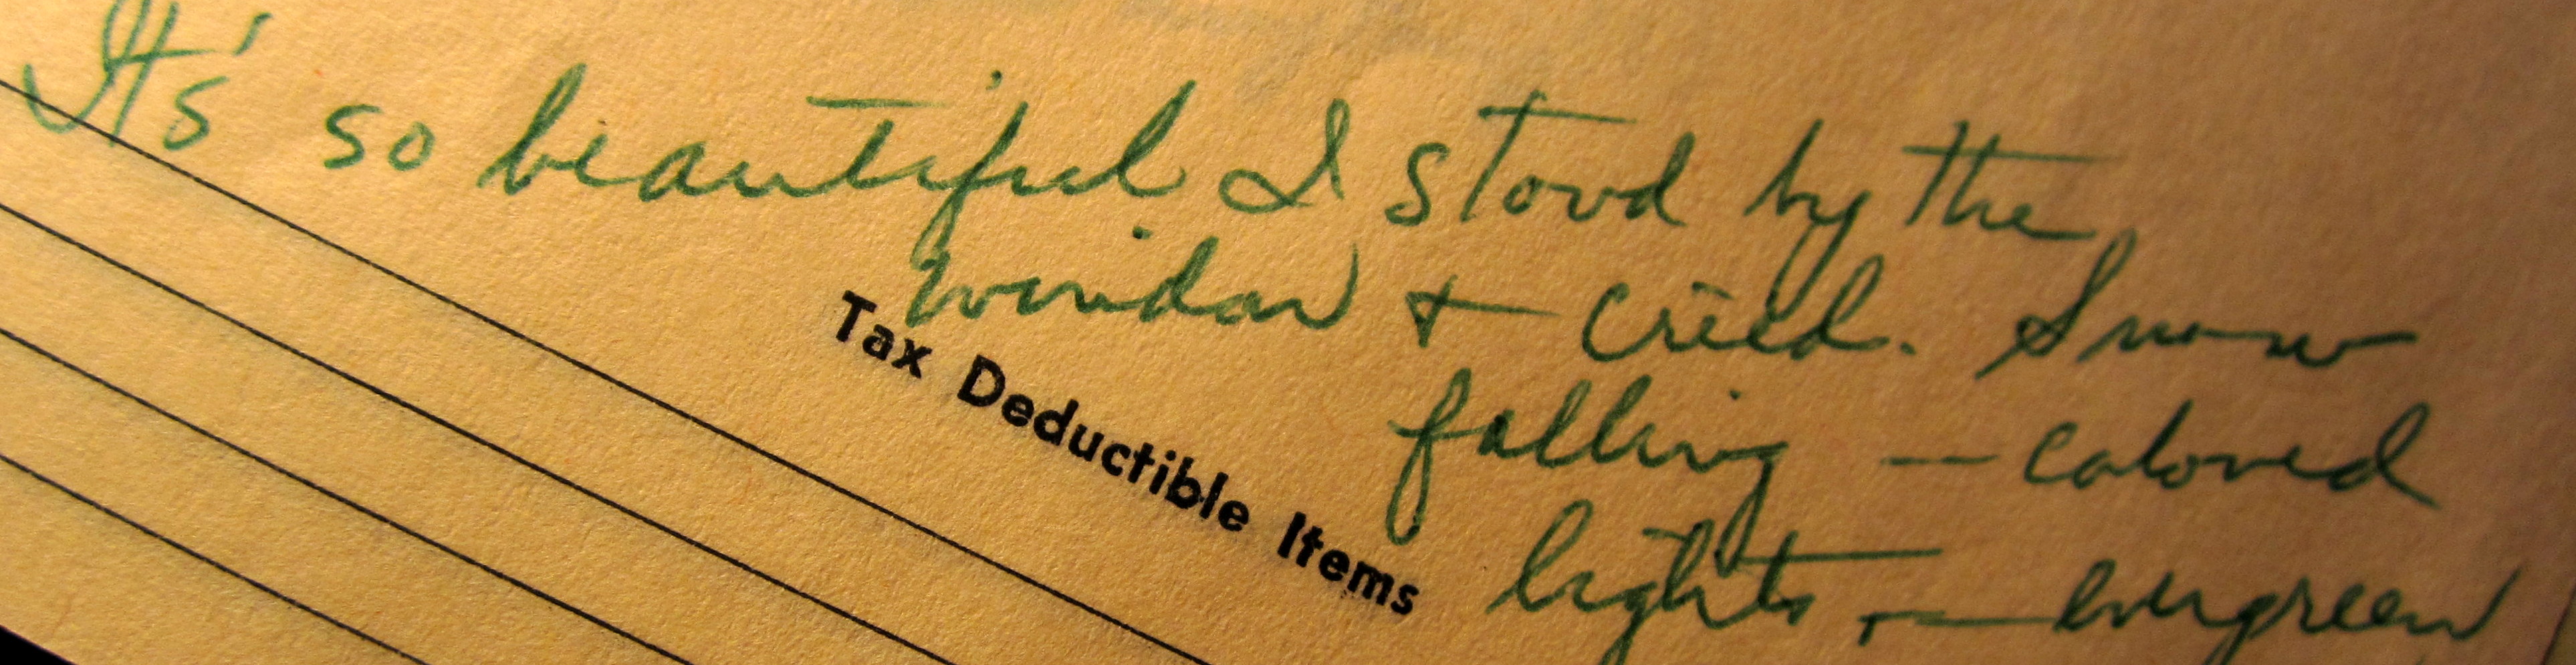 It's so beautiful I stood by the
window & cried. Snow
falling — colored
lights — evergreen
Tax Deductible Items